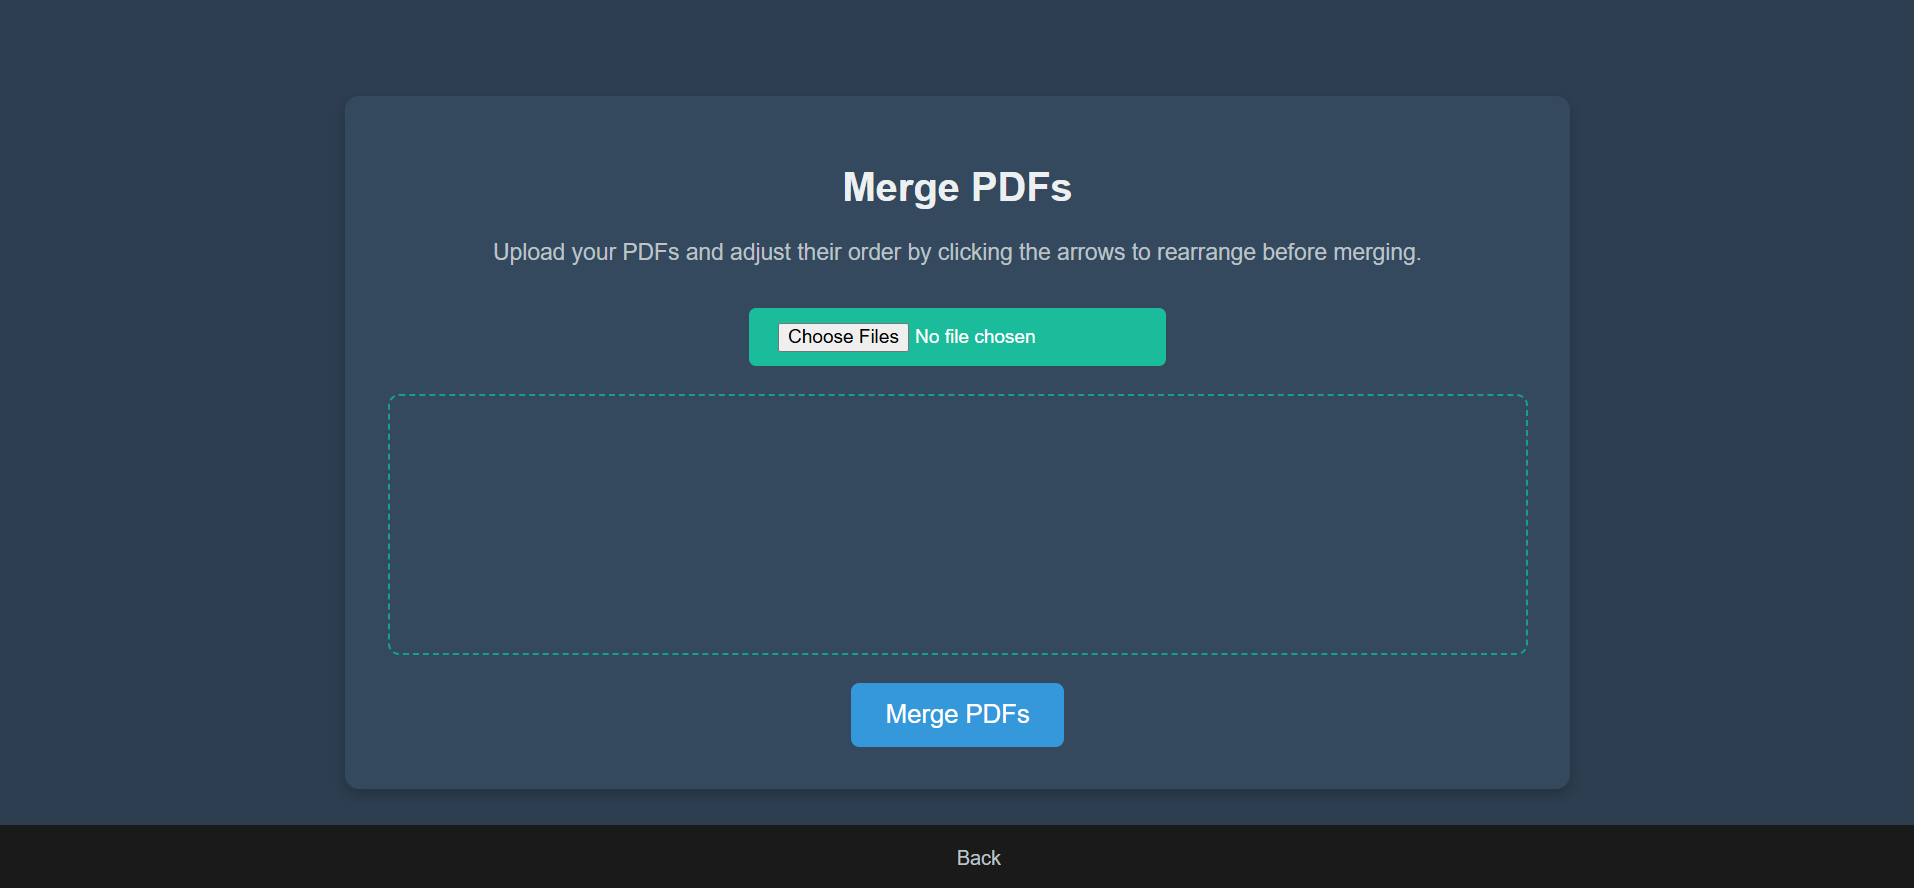 Merge PDFs
Upload your PDFs and adjust their order by clicking the arrows to rearrange before merging.
Choose Files No file chosen
Merge PDFs
Back